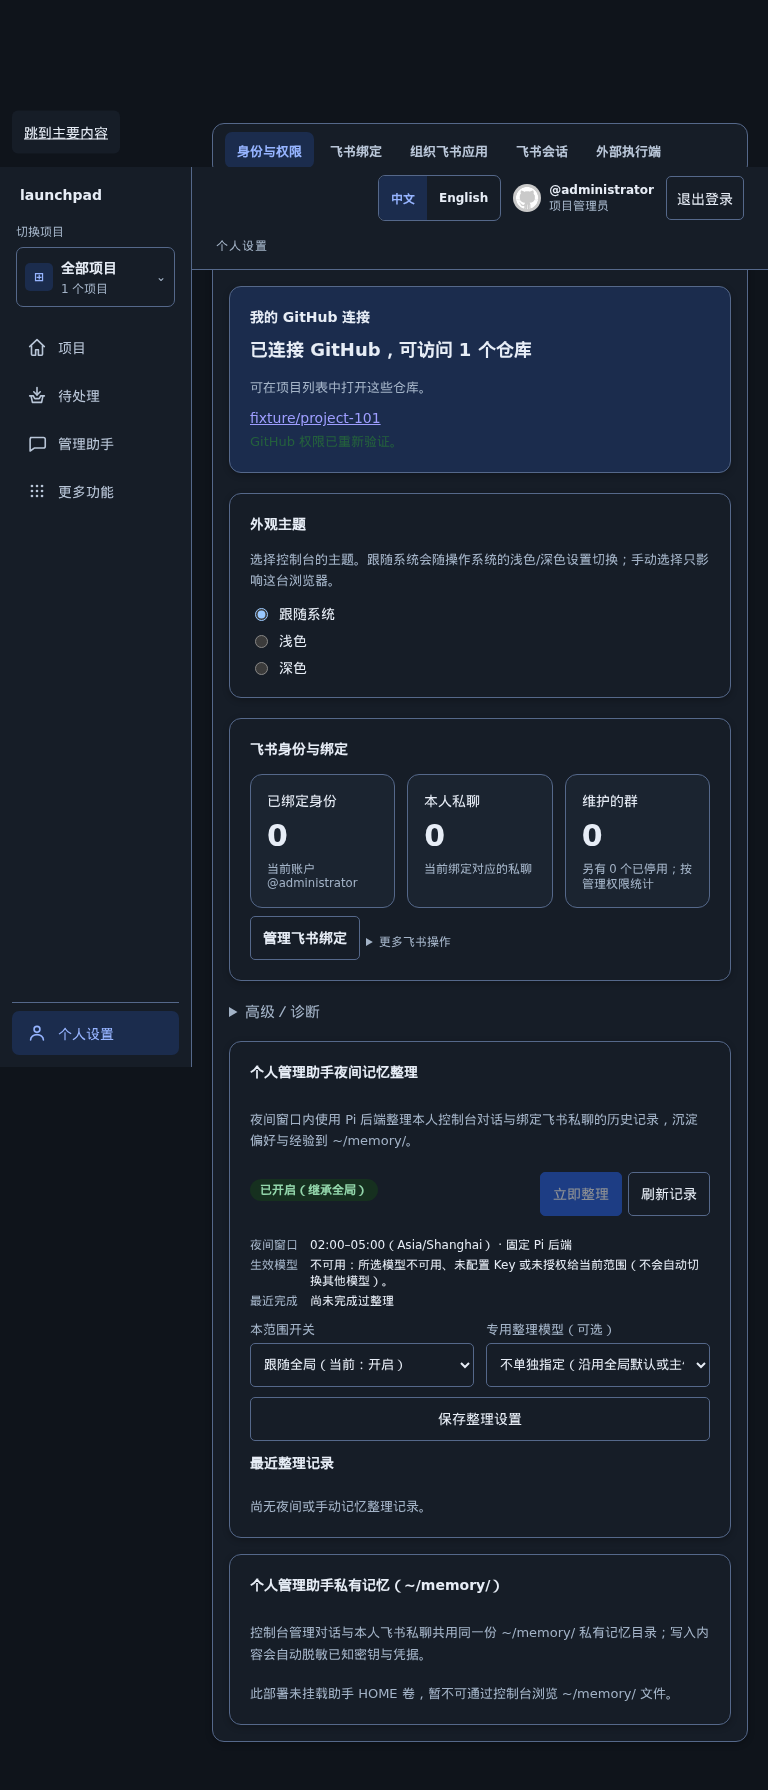 跳到主要内容
身份与权限 飞书绑定 组织飞书应用 飞书会话 外部执行端
launchpad
中文 English
@administrator
项目管理员
退出登录
切换项目
全部项目
1 个项目
个人设置
项目
待处理
管理助手
更多功能
个人设置
我的 GitHub 连接
已连接 GitHub，可访问 1 个仓库
可在项目列表中打开这些仓库。
fixture/project-101
GitHub 权限已重新验证。
外观主题
选择控制台的主题。跟随系统会随操作系统的浅色/深色设置切换；手动选择只影
响这台浏览器。
跟随系统
浅色
深色
飞书身份与绑定
已绑定身份
0
当前账户
@administrator
本人私聊
0
当前绑定对应的私聊
维护的群
0
另有 0 个已停用；按
管理权限统计
管理飞书绑定
更多飞书操作
高级 / 诊断
个人管理助手夜间记忆整理
夜间窗口内使用 Pi 后端整理本人控制台对话与绑定飞书私聊的历史记录，沉淀
偏好与经验到 ~/memory/。
已开启（继承全局）
立即整理
刷新记录
夜间窗口 02:00–05:00（Asia/Shanghai）· 固定 Pi 后端
生效模型 不可用：所选模型不可用、未配置 Key 或未授权给当前范围（不会自动切
换其他模型）。
最近完成 尚未完成过整理
本范围开关
跟随全局（当前：开启）
专用整理模型（可选）
不单独指定（沿用全局默认或主
保存整理设置
最近整理记录
尚无夜间或手动记忆整理记录。
个人管理助手私有记忆（~/memory/）
控制台管理对话与本人飞书私聊共用同一份 ~/memory/ 私有记忆目录；写入内
容会自动脱敏已知密钥与凭据。
此部署未挂载助手 HOME 卷，暂不可通过控制台浏览 ~/memory/ 文件。